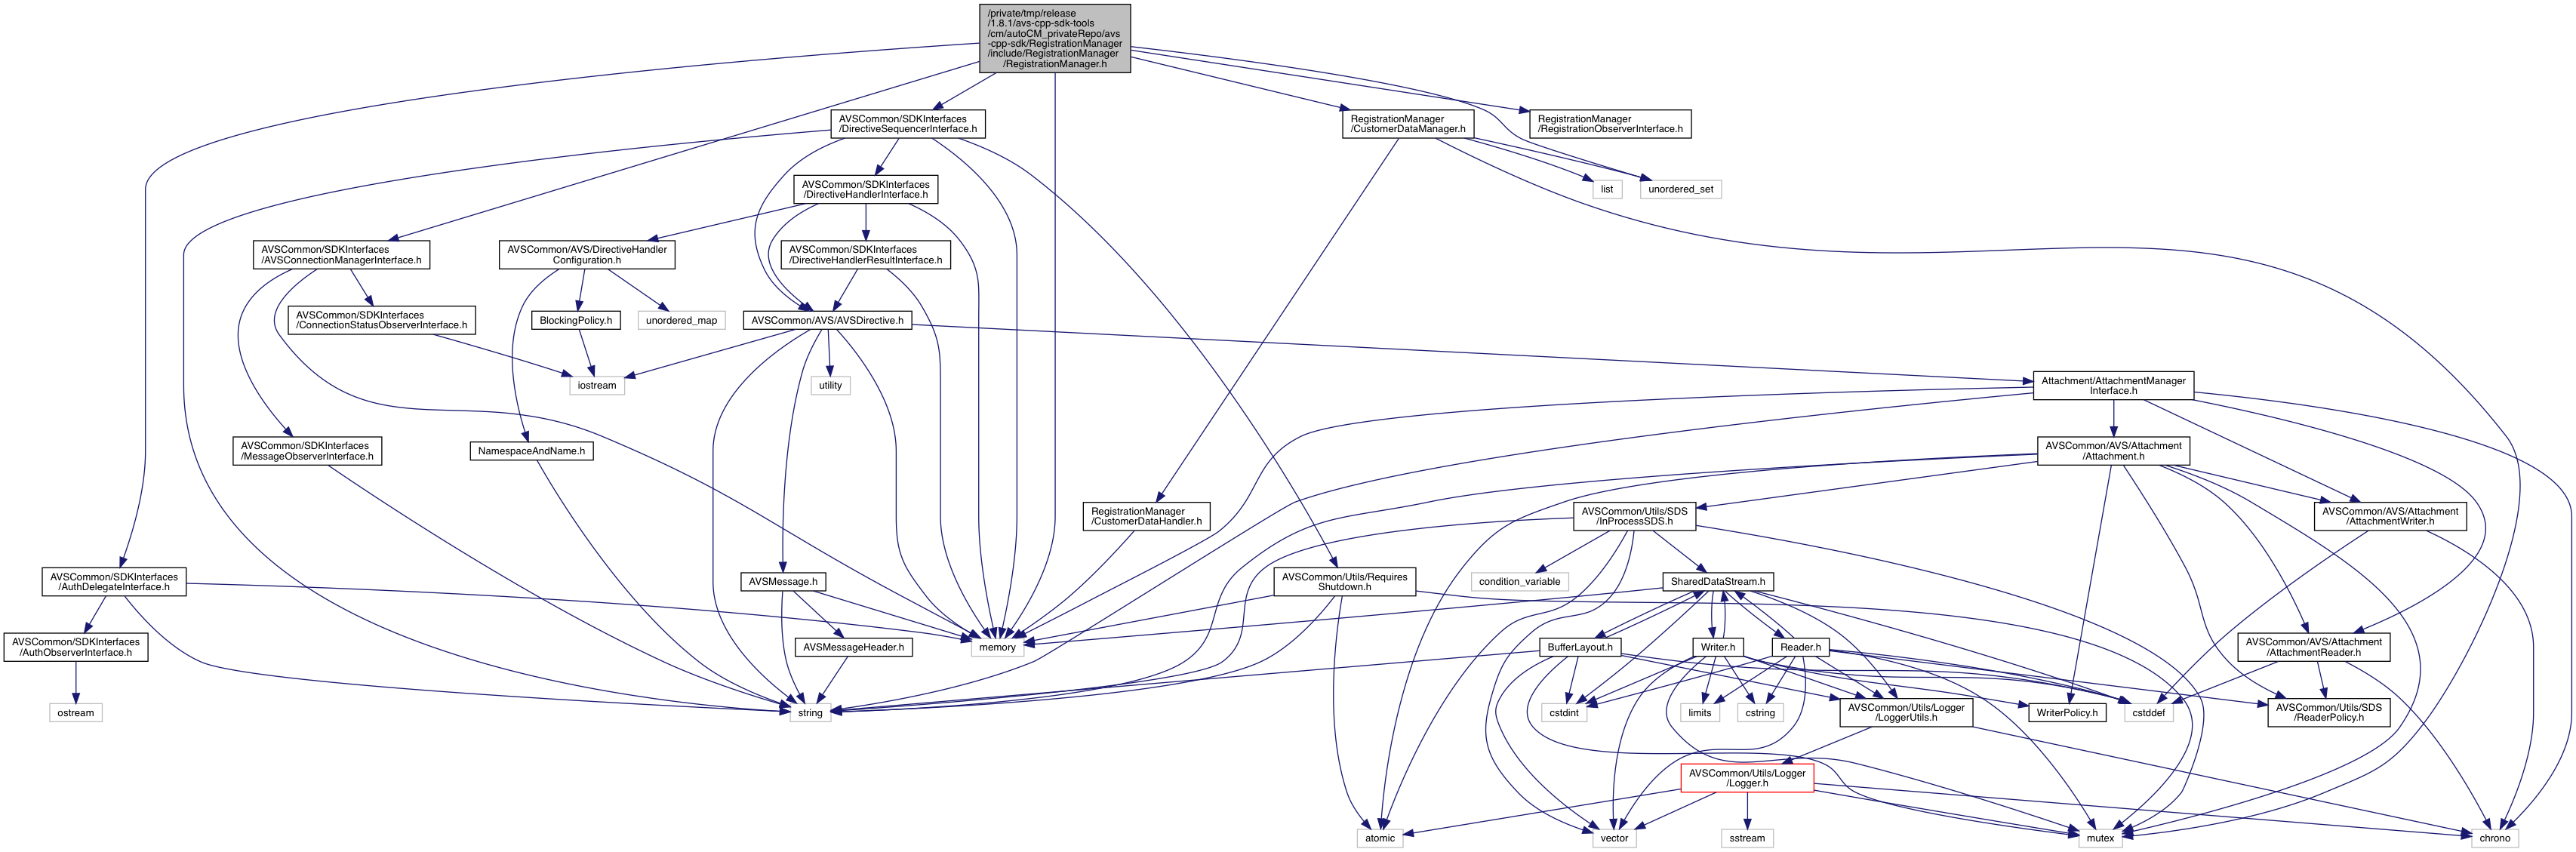 /private/tmp/release
/1.8.1/avs-cpp-sdk-tools
/cm/autoCM_privateRepo/avs
-cpp-sdk/RegistrationManager
/include/RegistrationManager
/RegistrationManager.h
AVSCommon/SDKInterfaces
/DirectiveSequencerInterface.h
RegistrationManager
/CustomerDataManager.h
RegistrationManager
/RegistrationObserverInterface.h
AVSCommon/SDKInterfaces
/DirectiveHandlerInterface.h
list
unordered_set
AVSCommon/SDKInterfaces
/AVSConnectionManagerInterface.h
AVSCommon/AVS/DirectiveHandler
Configuration.h
AVSCommon/SDKInterfaces
/DirectiveHandlerResultInterface.h
AVSCommon/SDKInterfaces
/ConnectionStatusObserverInterface.h
BlockingPolicy.h
unordered_map
AVSCommon/AVS/AVSDirective.h
iostream
utility
Attachment/AttachmentManager
Interface.h
AVSCommon/SDKInterfaces
/MessageObserverInterface.h
NamespaceAndName.h
AVSCommon/AVS/Attachment
/Attachment.h
RegistrationManager
/CustomerDataHandler.h
AVSCommon/Utils/SDS
/InProcessSDS.h
AVSCommon/AVS/Attachment
/AttachmentWriter.h
AVSCommon/SDKInterfaces
/AuthDelegateInterface.h
AVSMessage.h
AVSCommon/Utils/Requires
Shutdown.h
condition_variable
SharedDataStream.h
AVSCommon/SDKInterfaces
/AuthObserverInterface.h
AVSMessageHeader.h
memory
BufferLayout.h
Writer.h
Reader.h
AVSCommon/AVS/Attachment
/AttachmentReader.h
ostream
string
cstdint
limits
cstring
AVSCommon/Utils/Logger
/LoggerUtils.h
WriterPolicy.h
cstddef
AVSCommon/Utils/SDS
/ReaderPolicy.h
AVSCommon/Utils/Logger
/Logger.h
atomic
vector
sstream
mutex
chrono